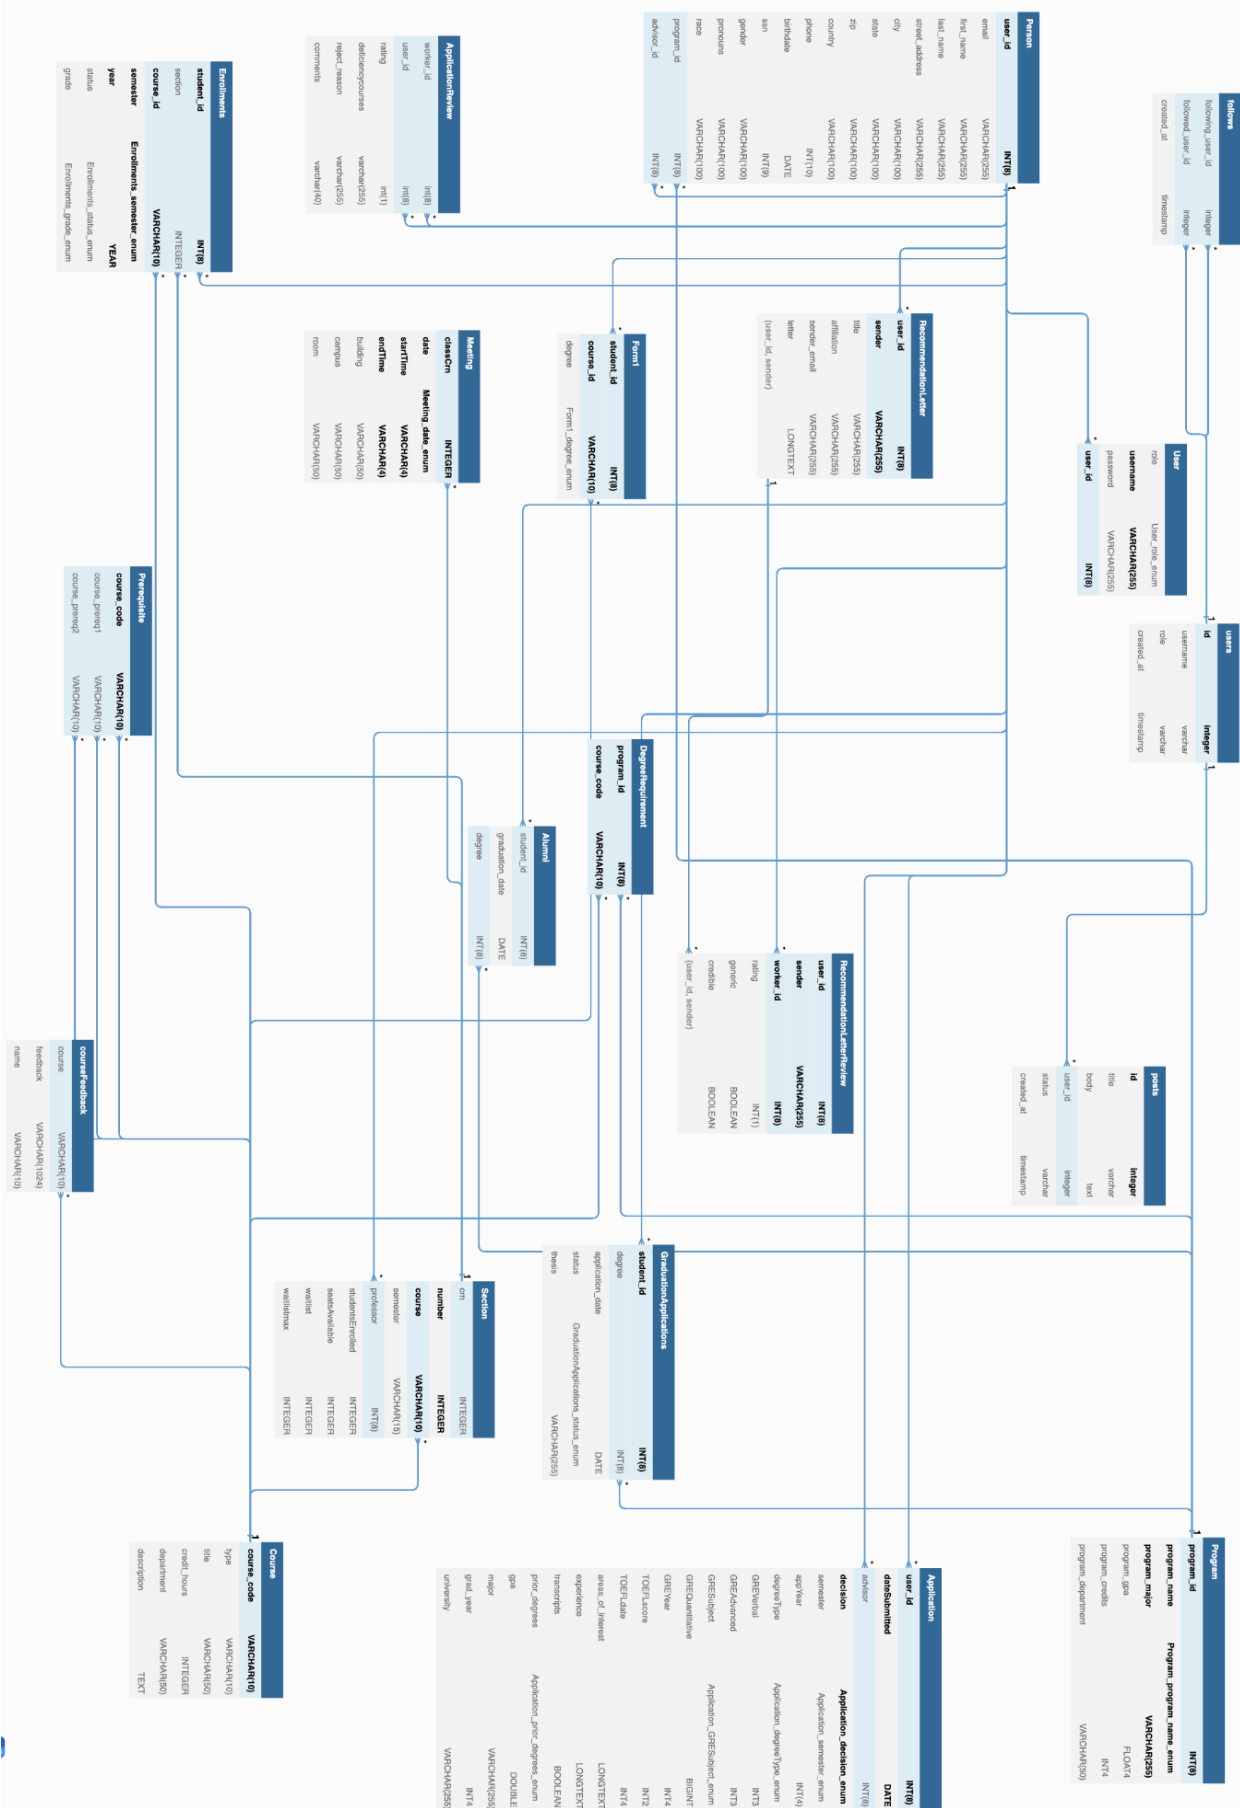 follows
following_user_id integer
followed_user_id integer
created_at timestamp
users
id integer
username varchar
role varchar
created_at timestamp
posts
id integer
title varchar
body text
user_id integer
status varchar
created_at timestamp
Program
program_id INT(8)
program_name Program_program_name_enum
program_major VARCHAR(255)
program_gpa FLOAT4
program_credits INT4
program_department VARCHAR(50)
User
role User_role_enum
username VARCHAR(255)
password VARCHAR(255)
user_id INT(8)
Person
user_id INT(8)
email VARCHAR(255)
first_name VARCHAR(255)
last_name VARCHAR(255)
street_address VARCHAR(255)
city VARCHAR(100)
state VARCHAR(100)
zip VARCHAR(100)
country VARCHAR(100)
phone INT(10)
birthdate DATE
ssn INT(9)
gender VARCHAR(100)
pronouns VARCHAR(100)
race VARCHAR(100)
program_id INT(8)
advisor_id INT(8)
RecommendationLetter
user_id INT(8)
sender VARCHAR(255)
title VARCHAR(255)
affiliation VARCHAR(255)
sender_email VARCHAR(255)
letter LONGTEXT
(user_id, sender)
RecommendationLetterReview
user_id INT(8)
sender VARCHAR(255)
worker_id INT(8)
rating INT(1)
generic BOOLEAN
credible BOOLEAN
(user_id, sender)
Application
user_id INT(8)
dateSubmitted DATE
advisor INT(8)
decision Application_decision_enum
semester Application_semester_enum
appYear INT(4)
degreeType Application_degreeType_enum
GREVerbal INT3
GREAdvanced INT3
GRESubject Application_GRESubject_enum
GREQuantitative BIGINT
GREYear INT4
TOEFLscore INT2
TOEFLdate INT4
areas_of_interest LONGTEXT
experience LONGTEXT
transcripts BOOLEAN
prior_degrees Application_prior_degrees_enum
gpa DOUBLE
major VARCHAR(255)
grad_year INT4
university VARCHAR(255)
Form1
student_id INT(8)
course_id VARCHAR(10)
degree Form1_degree_enum
DegreeRequirement
program_id INT(8)
course_code VARCHAR(10)
GraduationApplications
student_id INT(8)
degree INT(8)
application_date DATE
status GraduationApplications_status_enum
thesis VARCHAR(255)
ApplicationReview
worker_id int(8)
user_id int(8)
rating int(1)
deficiencycourses varchar(255)
reject_reason varchar(255)
comments varchar(40)
Meeting
classCrn INTEGER
date Meeting_date_enum
startTime VARCHAR(4)
endTime VARCHAR(4)
building VARCHAR(50)
campus VARCHAR(50)
room VARCHAR(50)
Alumni
student_id INT(8)
graduation_date DATE
degree INT(8)
Section
crn INTEGER
number INTEGER
course VARCHAR(10)
semester VARCHAR(15)
professor INT(8)
studentsEnrolled INTEGER
seatsAvailable INTEGER
waitlist INTEGER
waitlistmax INTEGER
Enrollments
student_id INT(8)
section INTEGER
course_id VARCHAR(10)
semester Enrollments_semester_enum
year YEAR
status Enrollments_status_enum
grade Enrollments_grade_enum
Prerequisite
course_code VARCHAR(10)
course_prereq1 VARCHAR(10)
course_prereq2 VARCHAR(10)
courseFeedback
course VARCHAR(10)
feedback VARCHAR(1024)
name VARCHAR(10)
Course
course_code VARCHAR(10)
type VARCHAR(10)
title VARCHAR(50)
credit_hours INTEGER
department VARCHAR(50)
description TEXT